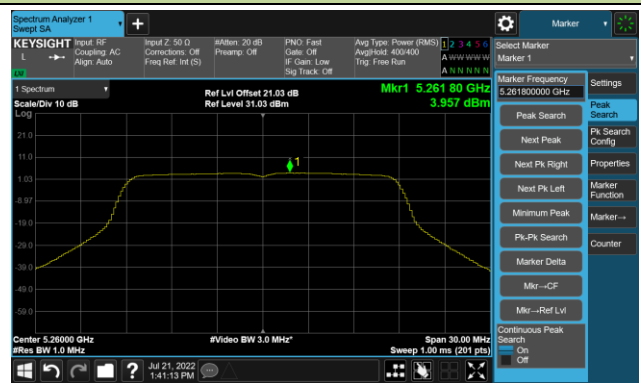 Spectrum Analyzer 1
Swept SA
Marker
KEYSIGHT
L
Input: RF
Coupling: AC
Align: Auto
Input Z: 50 Ω
Corrections: Off
Freq Ref: Int (S)
#Atten: 20 dB
Preamp: Off
PNO: Fast
Gate: Off
IF Gain: Low
Sig Track: Off
Avg Type: Power (RMS)
Avg|Hold: 400/400
Trig: Free Run
1 2 3 4 5 6
A W W W W W
A N N N N N
Select Marker
Marker 1
1 Spectrum
Scale/Div 10 dB
Log
Ref Lvl Offset 21.03 dB
Ref Level 31.03 dBm
Mkr1 5.261 80 GHz
3.957 dBm
21.0
11.0
1.03
-8.97
-19.0
-29.0
-39.0
-49.0
-59.0
1
Center 5.26000 GHz
#Res BW 1.0 MHz
#Video BW 3.0 MHz*
Span 30.00 MHz
Sweep 1.00 ms (201 pts)
Marker Frequency
5.261800000 GHz
Peak Search
Next Peak
Next Pk Right
Next Pk Left
Minimum Peak
Pk-Pk Search
Marker Delta
Mkr→CF
Mkr→Ref Lvl
Continuous Peak
Search
On
Off
Settings
Peak
Search
Pk Search
Config
Properties
Marker
Function
Marker→
Counter
?
Jul 21, 2022
1:41:13 PM